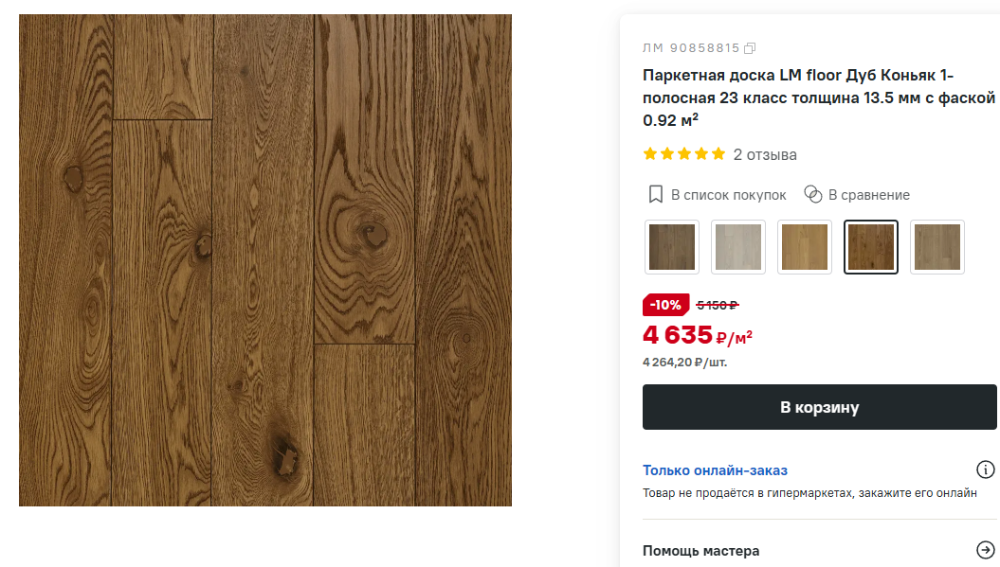 ЛМ 90858815
Паркетная доска LM floor Дуб Коньяк 1-
полосная 23 класс толщина 13.5 мм с фаской
0.92 м²
2 отзыва
В список покупок В сравнение
-10% 5 150 ₽
4 635 ₽/м²
4 264,20 ₽/шт.
В корзину
Только онлайн-заказ
Товар не продаётся в гипермаркетах, закажите его онлайн
Помощь мастера